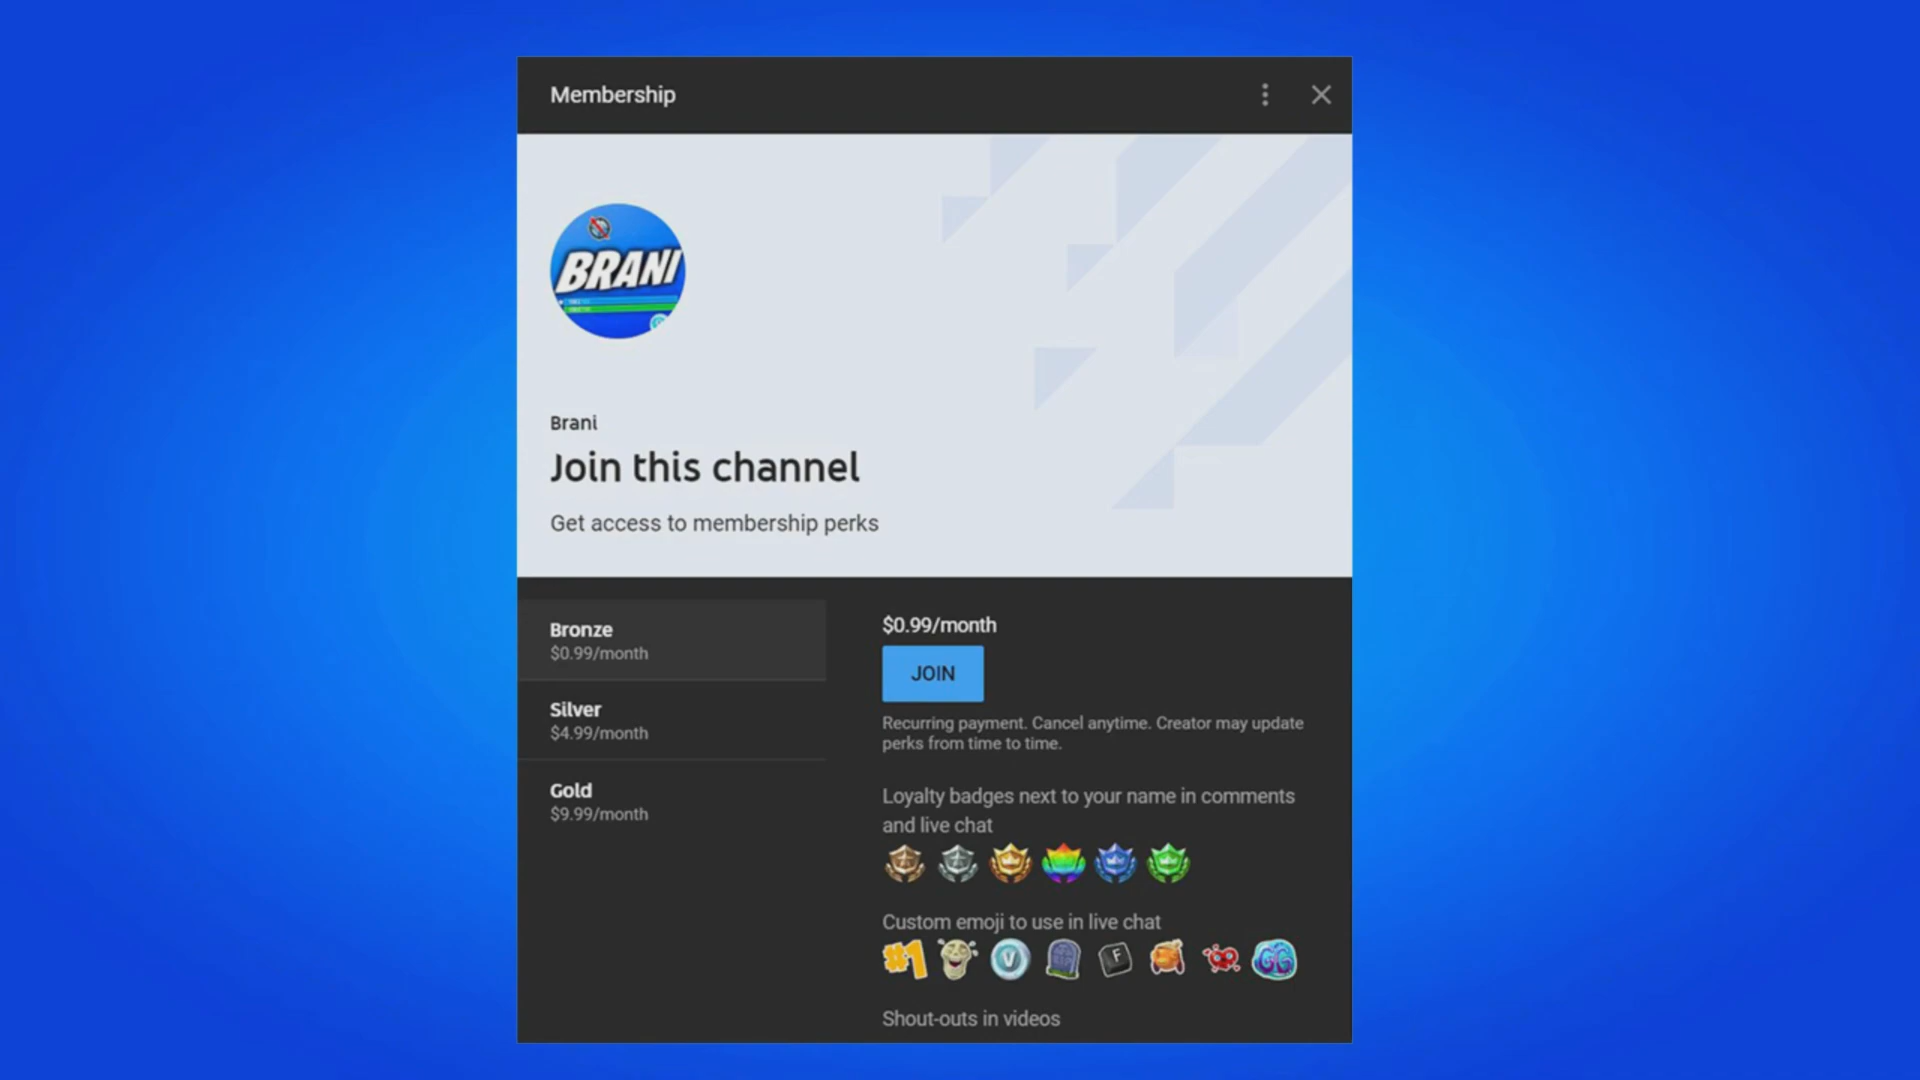 Membership
BRANI
Brani
Join this channel
Get access to membership perks
Bronze
$0.99/month
Silver
$4.99/month
Gold
$9.99/month
$0.99/month
JOIN
Recurring payment. Cancel anytime. Creator may update
perks from time to time.
Loyalty badges next to your name in comments
and live chat
Custom emoji to use in live chat
#1 V RIP F GG
Shout-outs in videos